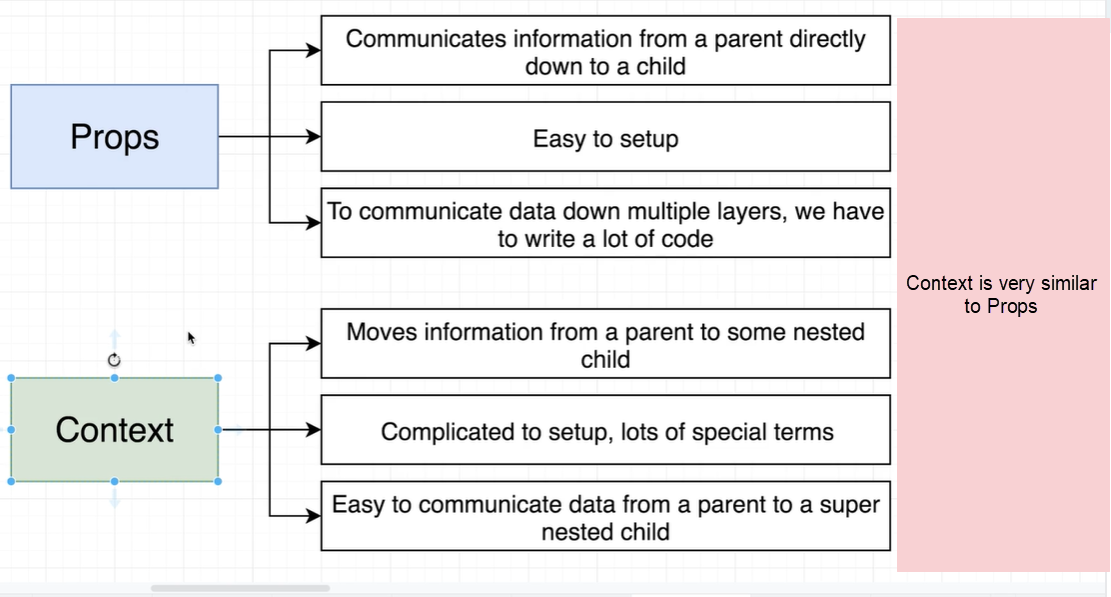 Props
Communicates information from a parent directly
down to a child
Easy to setup
To communicate data down multiple layers, we have
to write a lot of code
Context
Moves information from a parent to some nested
child
Complicated to setup, lots of special terms
Easy to communicate data from a parent to a super
nested child
Context is very similar
to Props